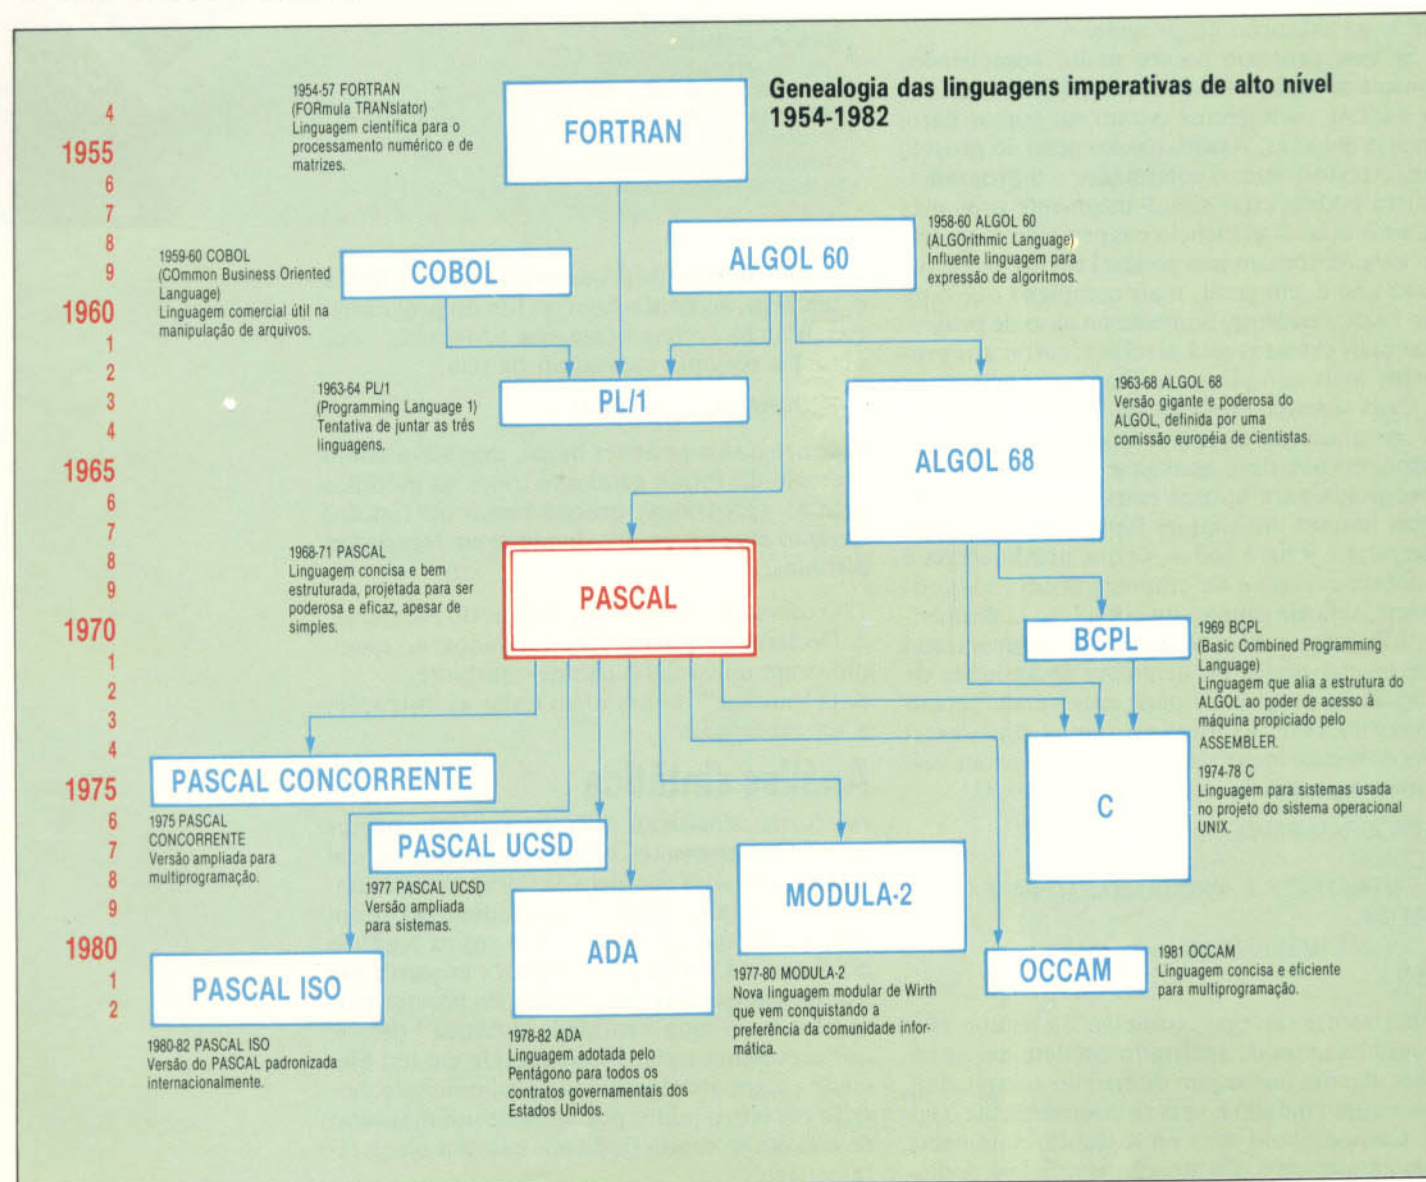 Genealogia das linguagens imperativas de alto nível
1954-1982
4
1955
6
7
8
9
1960
1
2
3
4
1965
6
7
8
9
1970
1
2
3
4
1975
6
7
8
9
1980
1
2
1954-57 FORTRAN
(FORmula TRANslator)
Linguagem científica para o
processamento numérico e de
matrizes.
FORTRAN
1959-60 COBOL
(COmmon Business Oriented
Language)
Linguagem comercial útil na
manipulação de arquivos.
COBOL
ALGOL 60
1958-60 ALGOL 60
(ALGOrithmic Language)
Influente linguagem para
expressão de algoritmos.
1963-64 PL/1
(Programming Language 1)
Tentativa de juntar as três
linguagens.
PL/1
ALGOL 68
1963-68 ALGOL 68
Versão gigante e poderosa do
ALGOL, definida por uma
comissão européia de cientistas.
1968-71 PASCAL
Linguagem concisa e bem
estruturada, projetada para ser
poderosa e eficaz, apesar de
simples.
PASCAL
BCPL
1969 BCPL
(Basic Combined Programming
Language)
Linguagem que alia a estrutura do
ALGOL ao poder de acesso à
máquina propiciado pelo
ASSEMBLER.
PASCAL CONCORRENTE
1975 PASCAL
CONCORRENTE
Versão ampliada para
multiprogramação.
C
1974-78 C
Linguagem para sistemas usada
no projeto do sistema operacional
UNIX.
PASCAL UCSD
1977 PASCAL UCSD
Versão ampliada
para sistemas.
MODULA-2
1977-80 MODULA-2
Nova linguagem modular de Wirth
que vem conquistando a
preferência da comunidade infor-
mática.
ADA
1978-82 ADA
Linguagem adotada pelo
Pentágono para todos os
contratos governamentais dos
Estados Unidos.
OCCAM
1981 OCCAM
Linguagem concisa e eficiente
para multiprogramação.
PASCAL ISO
1980-82 PASCAL ISO
Versão do PASCAL padronizada
internacionalmente.